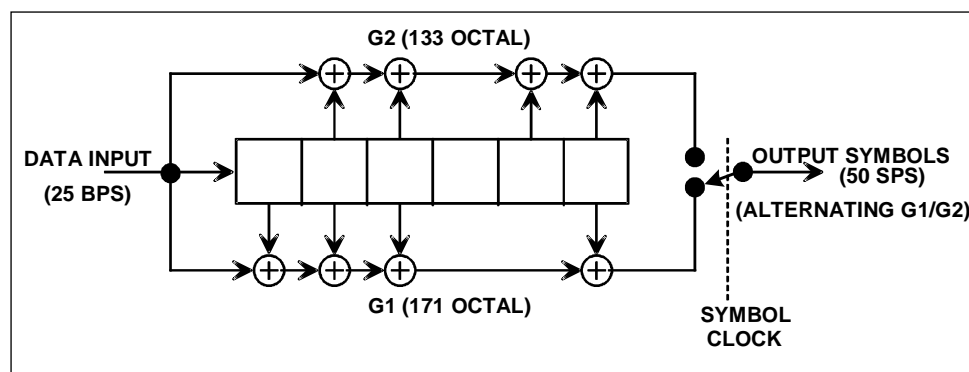 G2 (133 OCTAL)
DATA INPUT
(25 BPS)
OUTPUT SYMBOLS
(50 SPS)
(ALTERNATING G1/G2)
G1 (171 OCTAL)
SYMBOL
CLOCK